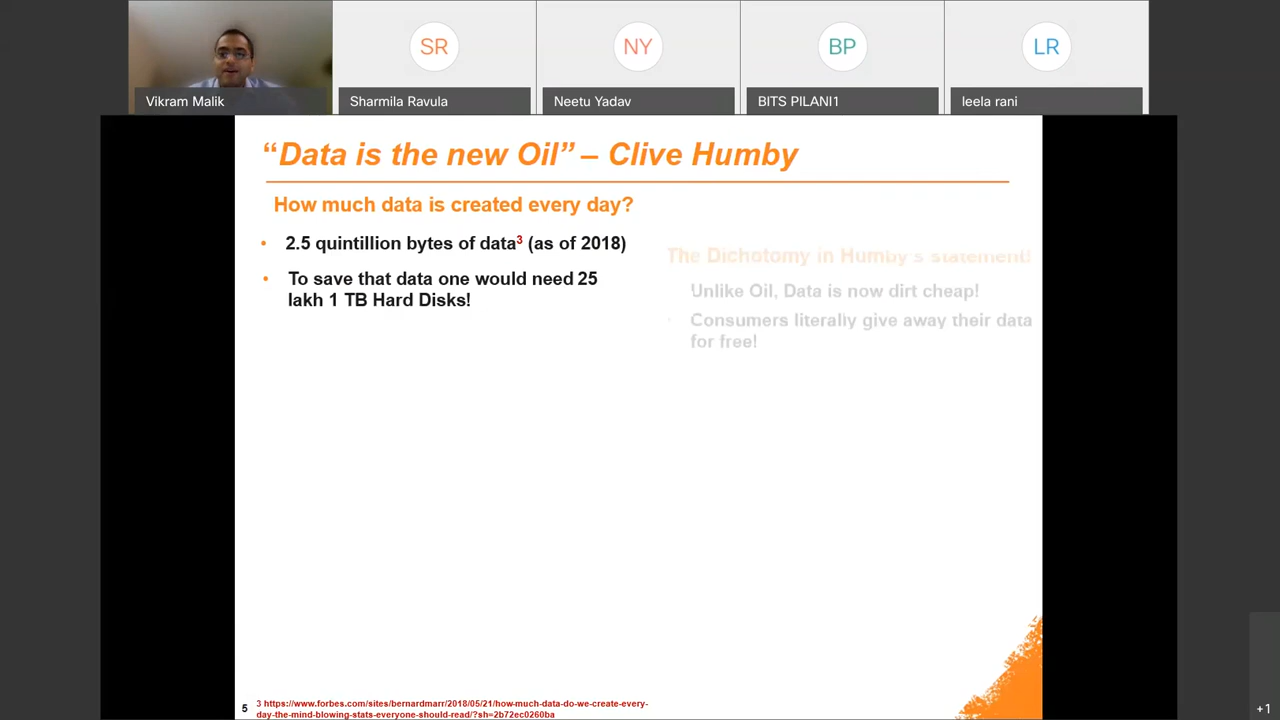 SR
NY
BP
LR
Vikram Malik
Sharmila Ravula
Neetu Yadav
BITS PILANI1
leela rani
“Data is the new Oil” – Clive Humby
How much data is created every day?
• 2.5 quintillion bytes of data3 (as of 2018)
• To save that data one would need 25
lakh 1 TB Hard Disks!
The Dichotomy in Humby's statement!
Unlike Oil, Data is now dirt cheap!
Consumers literally give away their data
for free!
5
3 https://www.forbes.com/sites/bernardmarr/2018/05/21/how-much-data-do-we-create-every-
day-the-mind-blowing-stats-everyone-should-read/?sh=2b72ec0260ba
+1